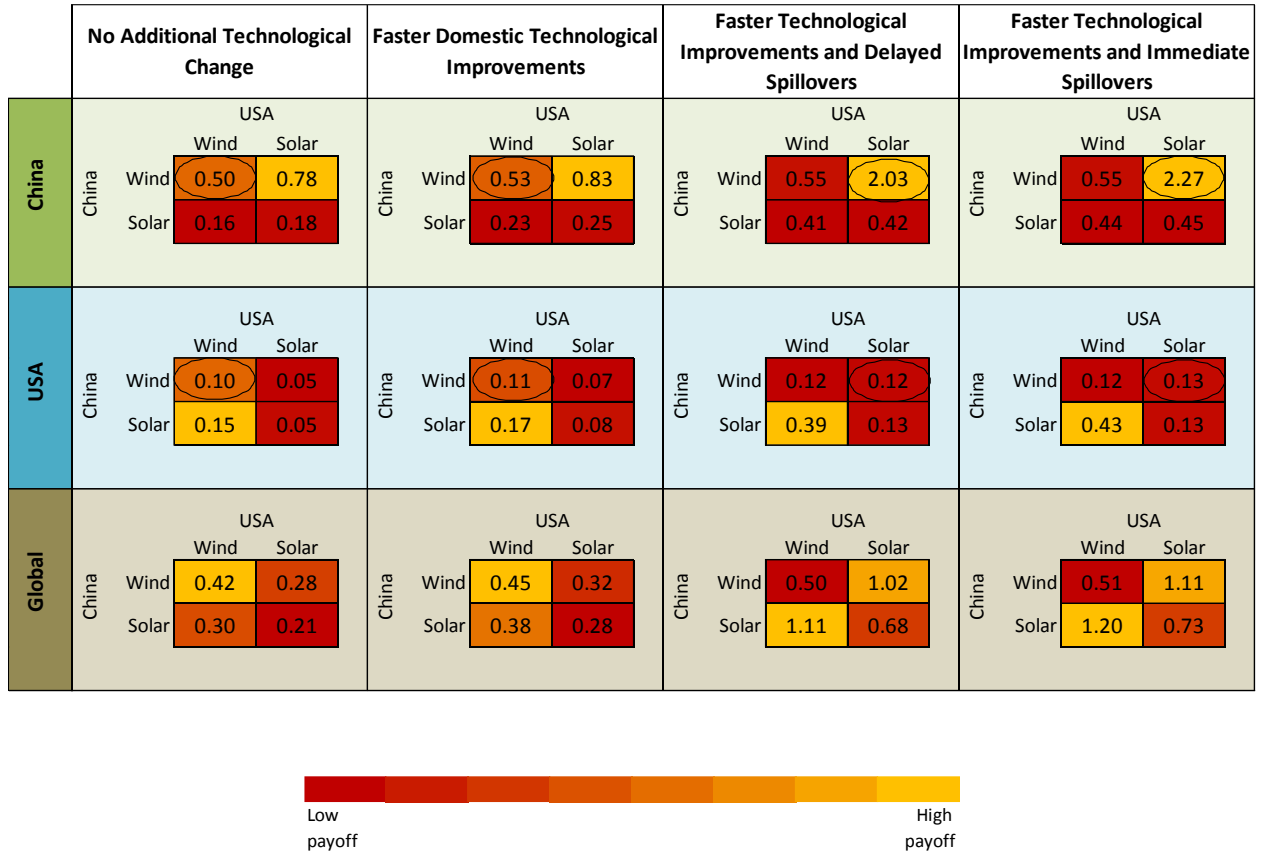 No Additional Technological
Change
Faster Domestic Technological
Improvements
Faster Technological
Improvements and Delayed
Spillovers
Faster Technological
Improvements and Immediate
Spillovers
China
USA
Wind Solar
China
Wind 0.50 0.78
Solar 0.16 0.18
USA
Wind Solar
China
Wind 0.53 0.83
Solar 0.23 0.25
USA
Wind Solar
China
Wind 0.55 2.03
Solar 0.41 0.42
USA
Wind Solar
China
Wind 0.55 2.27
Solar 0.44 0.45
USA
USA
Wind Solar
China
Wind 0.10 0.05
Solar 0.15 0.05
USA
Wind Solar
China
Wind 0.11 0.07
Solar 0.17 0.08
USA
Wind Solar
China
Wind 0.12 0.12
Solar 0.39 0.13
USA
Wind Solar
China
Wind 0.12 0.13
Solar 0.43 0.13
Global
USA
Wind Solar
China
Wind 0.42 0.28
Solar 0.30 0.21
USA
Wind Solar
China
Wind 0.45 0.32
Solar 0.38 0.28
USA
Wind Solar
China
Wind 0.50 1.02
Solar 1.11 0.68
USA
Wind Solar
China
Wind 0.51 1.11
Solar 1.20 0.73
Low
payoff
High
payoff